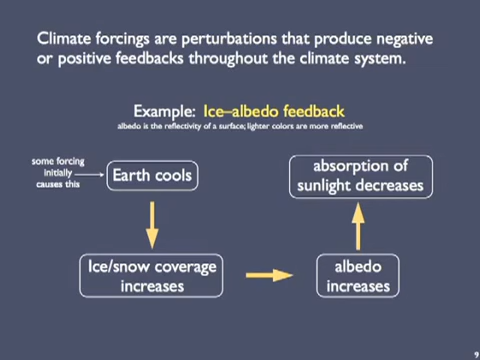 Climate forcings are perturbations that produce negative
or positive feedbacks throughout the climate system.
Example: Ice–albedo feedback
albedo is the reflectivity of a surface; lighter colors are more reflective
some forcing
initially
causes this
Earth cools
absorption of
sunlight decreases
Ice/snow coverage
increases
albedo
increases
9